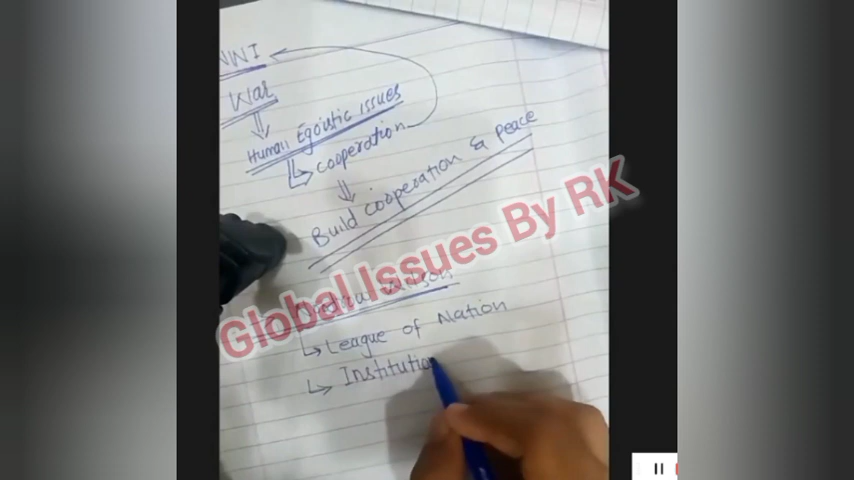 WWI
War
Human Egoistic issues
cooperation
Build cooperation & peace
Global Issues By RK
League of Nation
Institution